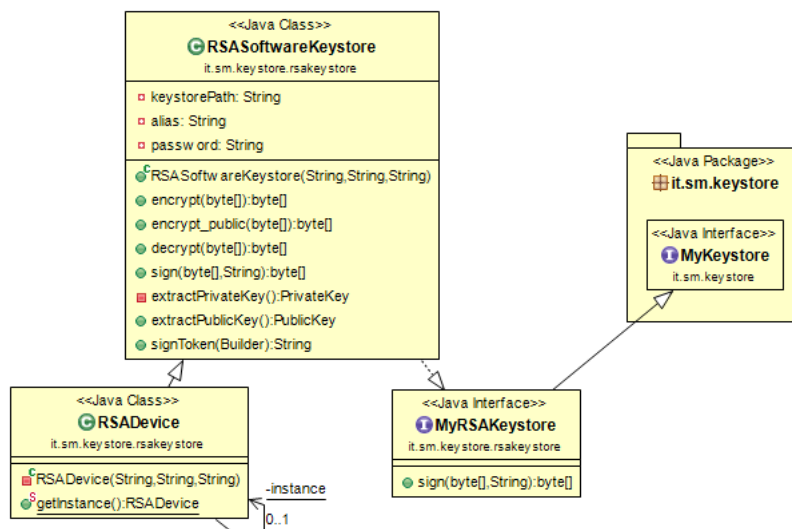 <<Java Class>>
RSASoftwareKeystore
it.sm.keystore.rsakeystore
keystorePath: String
alias: String
password: String
RSASoftwareKeystore(String,String,String)
encrypt(byte[]):byte[]
encrypt_public(byte[]):byte[]
decrypt(byte[]):byte[]
sign(byte[],String):byte[]
extractPrivateKey():PrivateKey
extractPublicKey():PublicKey
signToken(Builder):String
<<Java Package>>
it.sm.keystore
<<Java Interface>>
MyKeystore
it.sm.keystore
<<Java Class>>
RSADevice
it.sm.keystore.rsakeystore
RSADevice(String,String,String)
getInstance():RSADevice
-instance
0..1
<<Java Interface>>
MyRSAKeystore
it.sm.keystore.rsakeystore
sign(byte[],String):byte[]